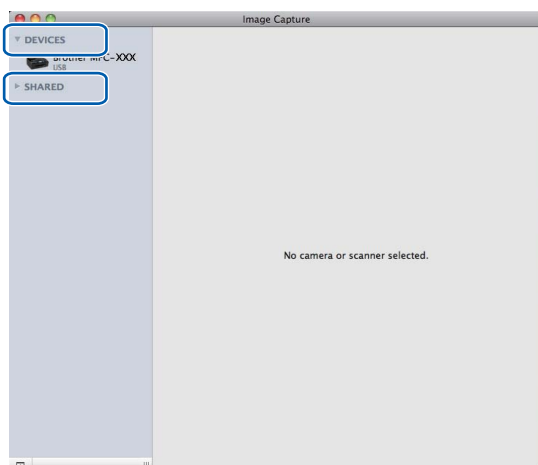 Image Capture
DEVICES
Brother MFC-XXX
USB
SHARED
No camera or scanner selected.